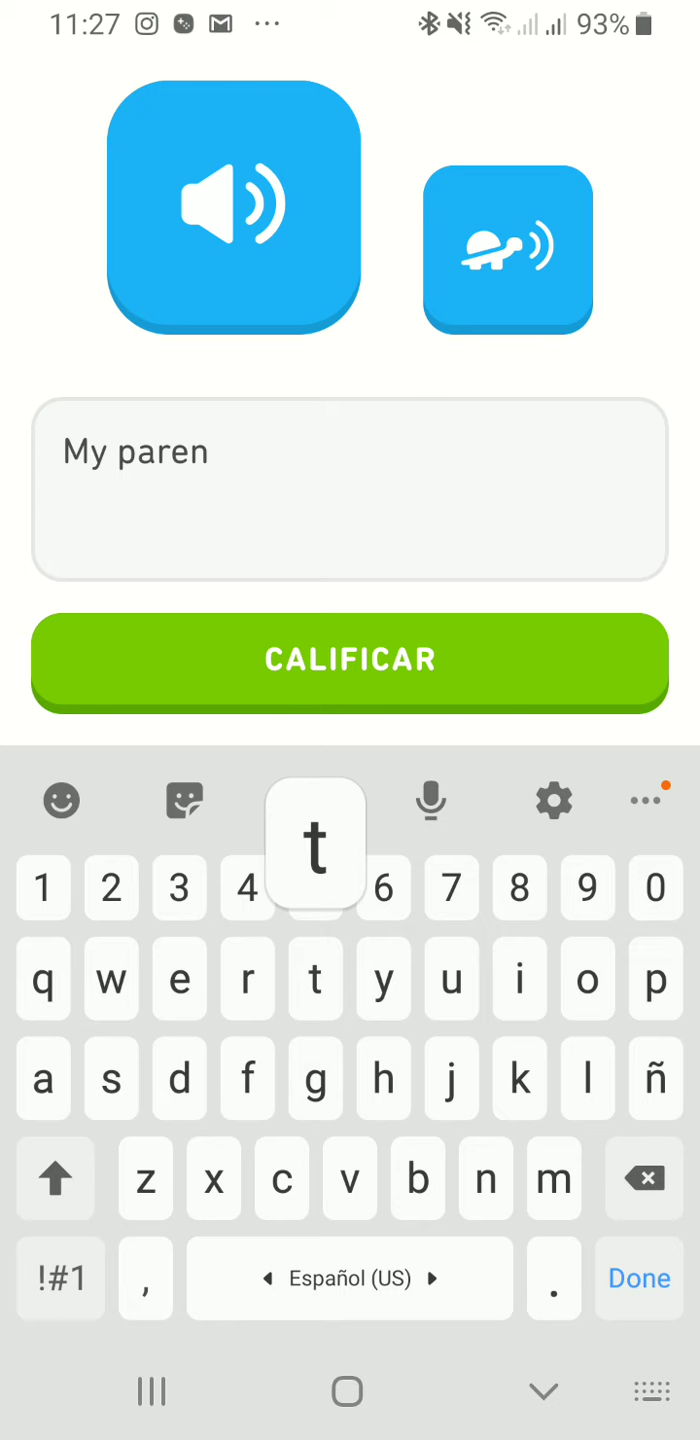 11:27 93%
My paren
CALIFICAR
t
1 2 3 4 6 7 8 9 0
q w e r t y u i o p
a s d f g h j k l ñ
z x c v b n m
!#1 , Español (US) . Done